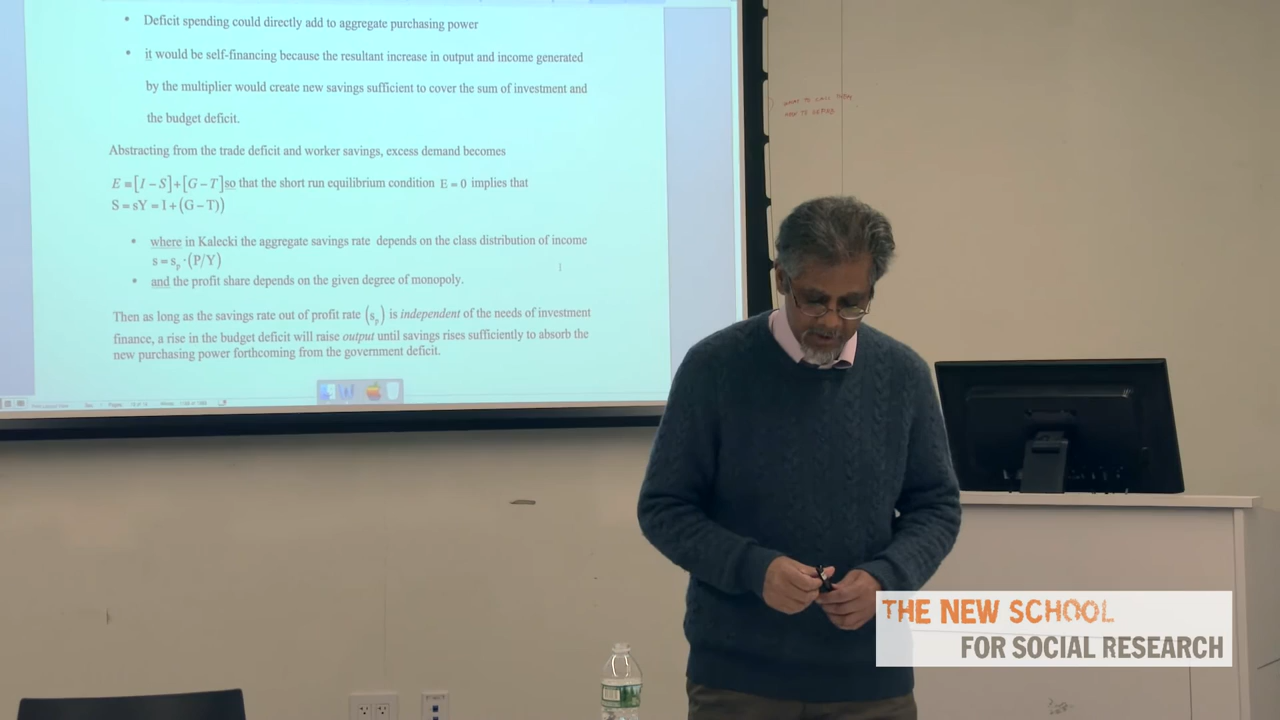 • Deficit spending could directly add to aggregate purchasing power
• it would be self-financing because the resultant increase in output and income generated
by the multiplier would create new savings sufficient to cover the sum of investment and
the budget deficit.
Abstracting from the trade deficit and worker savings, excess demand becomes
E = [I − S] + [G − T] so that the short run equilibrium condition E = 0 implies that
S = sY = I + (G − T))
• where in Kalecki the aggregate savings rate depends on the class distribution of income
s = sp · (P/Y)
• and the profit share depends on the given degree of monopoly.
Then as long as the savings rate out of profit rate (sp) is independent of the needs of investment
finance, a rise in the budget deficit will raise output until savings rises sufficiently to absorb the
new purchasing power forthcoming from the government deficit.
WHAT TO CALL THEM
HOW TO DEFINE
THE NEW SCHOOL
FOR SOCIAL RESEARCH